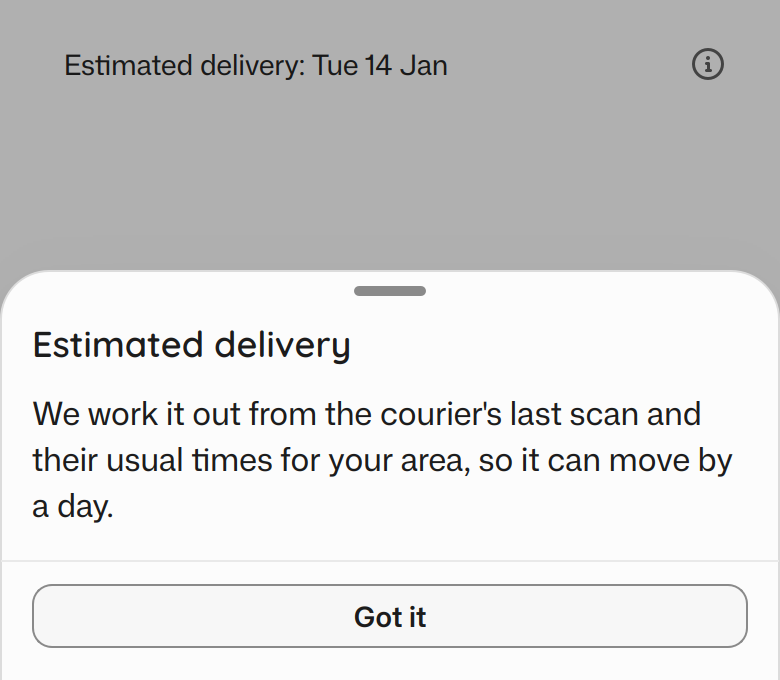 Estimated delivery: Tue 14 Jan
Estimated delivery
We work it out from the courier's last scan and
their usual times for your area, so it can move by
a day.
Got it